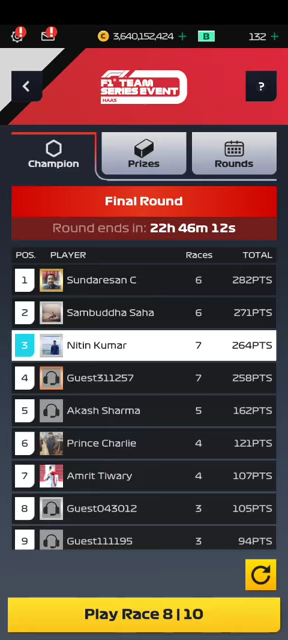 3,640,152,424 + B 132 +
F1 TEAM
SERIES EVENT
HAAS
?
Champion Prizes Rounds
Final Round
Round ends in: 22h 46m 12s
POS. PLAYER Races TOTAL
1 Sundaresan C 6 282PTS
2 Sambuddha Saha 6 271PTS
3 Nitin Kumar 7 264PTS
4 Guest311257 7 258PTS
5 Akash Sharma 5 162PTS
6 Prince Charlie 4 121PTS
7 Amrit Tiwary 4 107PTS
8 Guest043012 3 105PTS
9 Guest111195 3 94PTS
Play Race 8|10